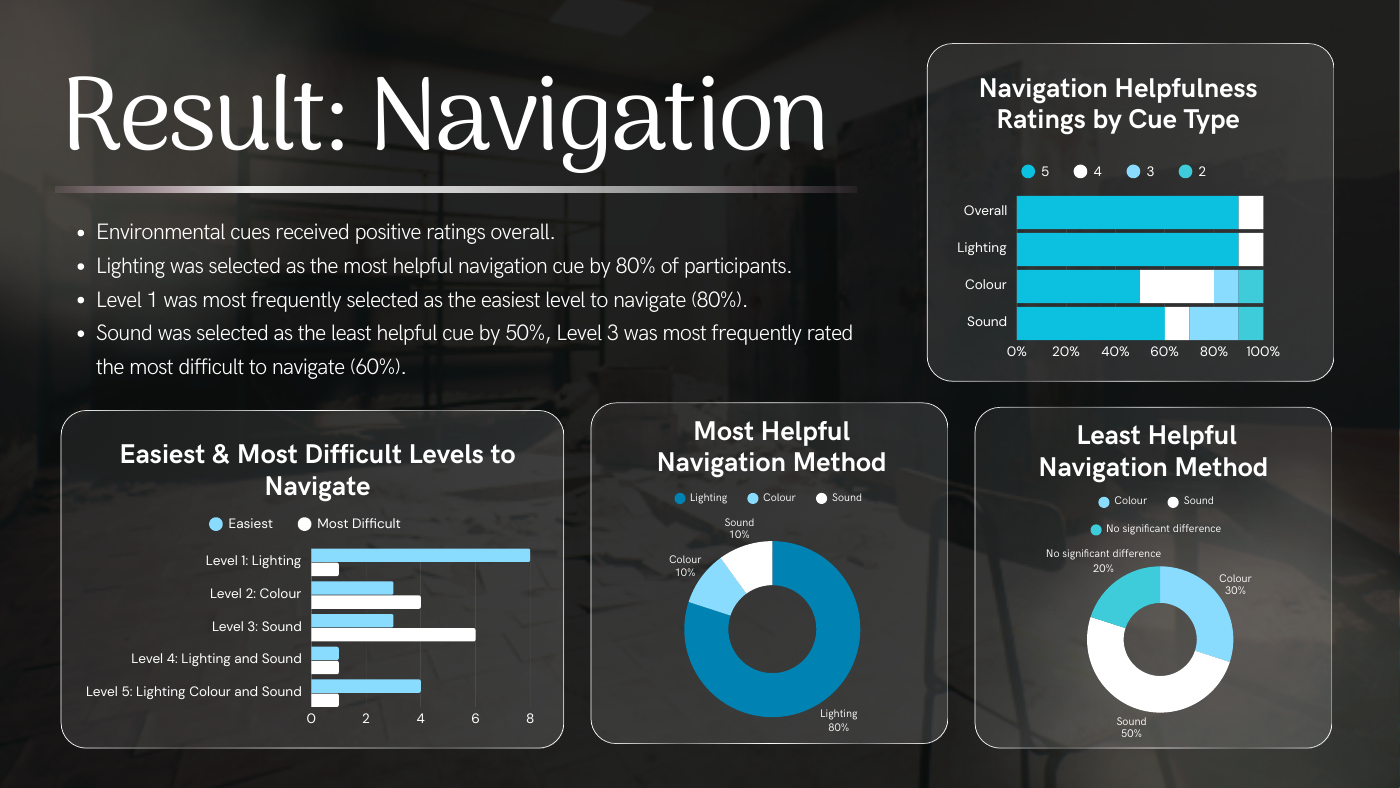 Result: Navigation
• Environmental cues received positive ratings overall.
• Lighting was selected as the most helpful navigation cue by 80% of participants.
• Level 1 was most frequently selected as the easiest level to navigate (80%).
• Sound was selected as the least helpful cue by 50%, Level 3 was most frequently rated
the most difficult to navigate (60%).
Navigation Helpfulness
Ratings by Cue Type
5 4 3 2
Overall
Lighting
Colour
Sound
0% 20% 40% 60% 80% 100%
Easiest & Most Difficult Levels to
Navigate
Easiest Most Difficult
Level 1: Lighting
Level 2: Colour
Level 3: Sound
Level 4: Lighting and Sound
Level 5: Lighting Colour and Sound
0 2 4 6 8
Most Helpful
Navigation Method
Lighting Colour Sound
Sound
10%
Colour
10%
Lighting
80%
Least Helpful
Navigation Method
Colour Sound
No significant difference
No significant difference
20%
Colour
30%
Sound
50%